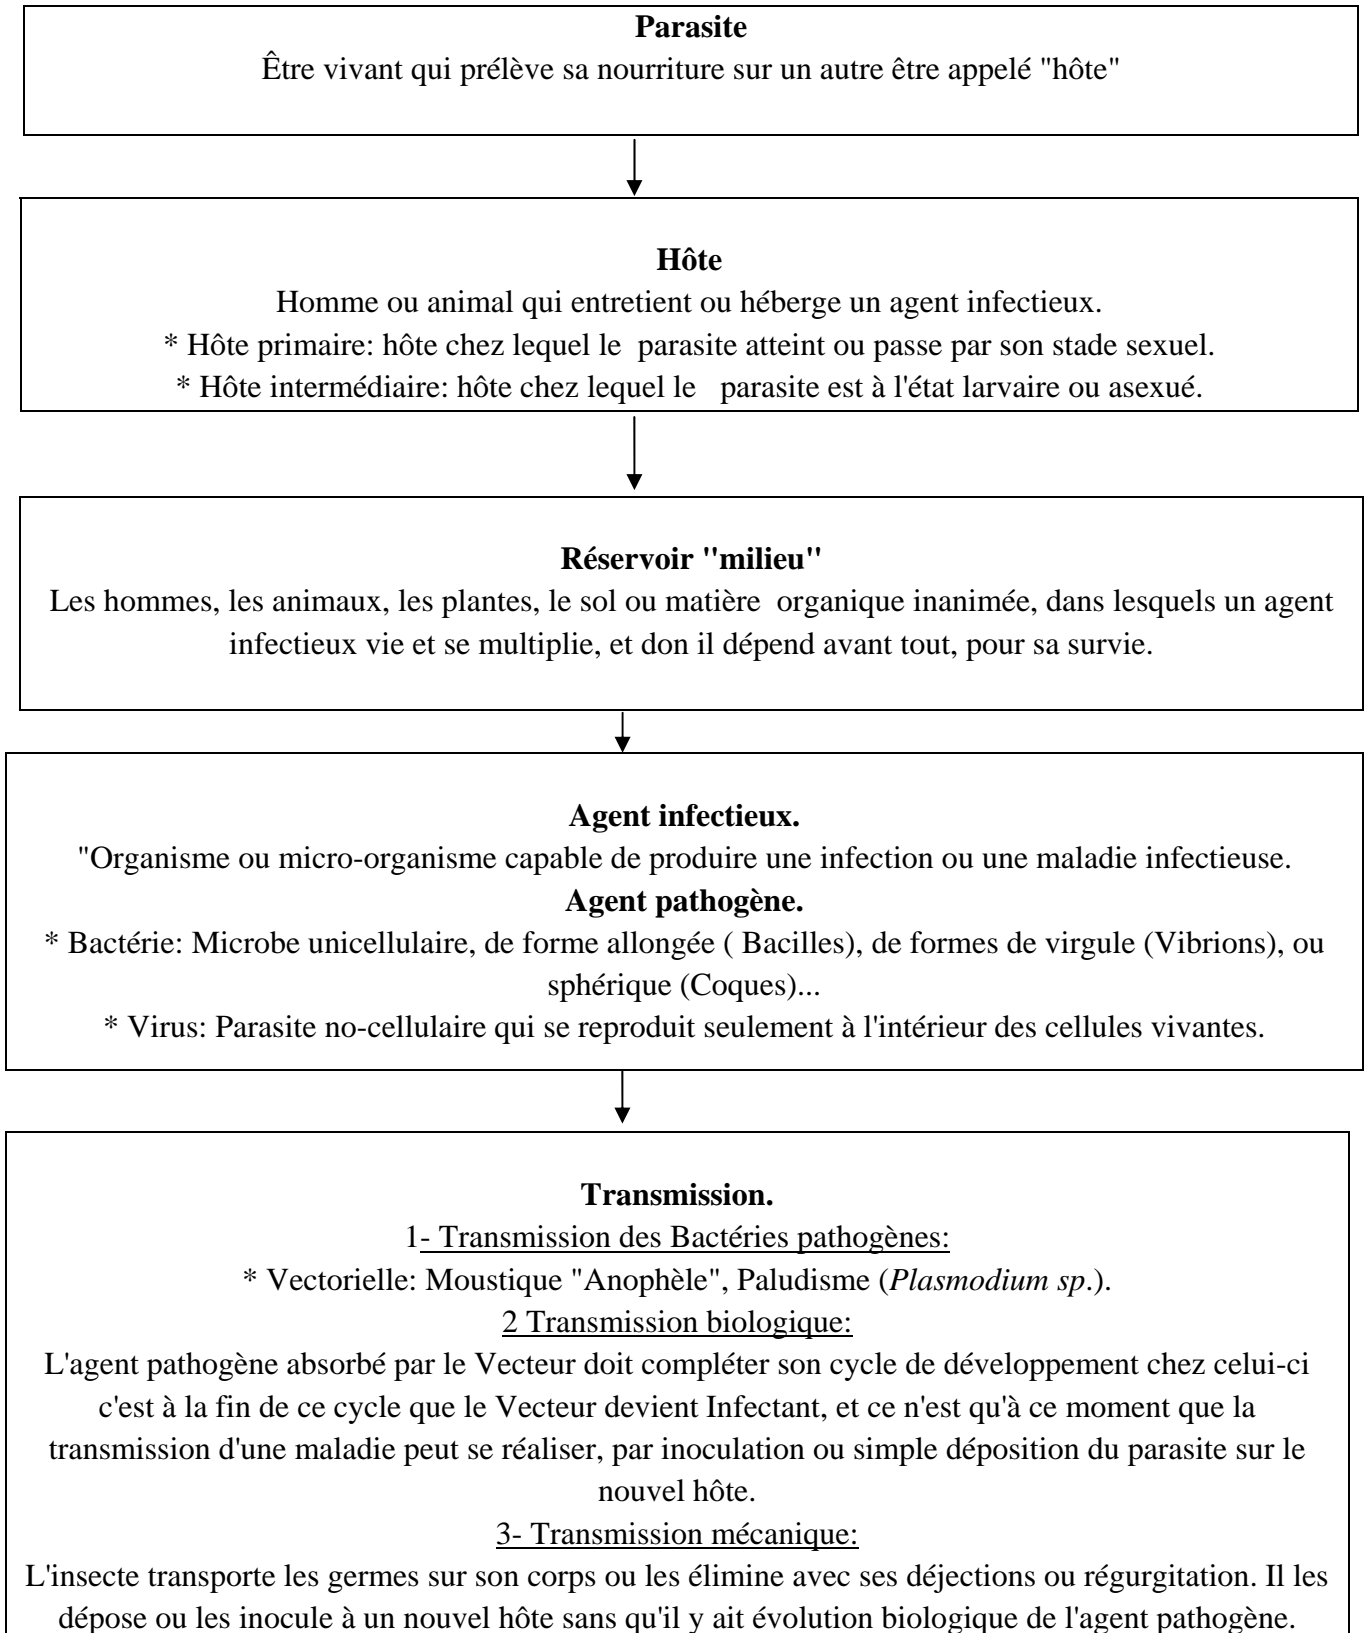 Parasite
Être vivant qui prélève sa nourriture sur un autre être appelé "hôte"
Hôte
Homme ou animal qui entretient ou héberge un agent infectieux.
* Hôte primaire: hôte chez lequel le  parasite atteint ou passe par son stade sexuel.
* Hôte intermédiaire: hôte chez lequel le   parasite est à l'état larvaire ou asexué.
Réservoir "milieu"
Les hommes, les animaux, les plantes, le sol ou matière  organique inanimée, dans lesquels un agent
infectieux vie et se multiplie, et don il dépend avant tout, pour sa survie.
Agent infectieux.
"Organisme ou micro-organisme capable de produire une infection ou une maladie infectieuse.
Agent pathogène.
* Bactérie: Microbe unicellulaire, de forme allongée ( Bacilles), de formes de virgule (Vibrions), ou
sphérique (Coques)...
* Virus: Parasite no-cellulaire qui se reproduit seulement à l'intérieur des cellules vivantes.
Transmission.
1- Transmission des Bactéries pathogènes:
* Vectorielle: Moustique "Anophèle", Paludisme (Plasmodium sp.).
2 Transmission biologique:
L'agent pathogène absorbé par le Vecteur doit compléter son cycle de développement chez celui-ci
c'est à la fin de ce cycle que le Vecteur devient Infectant, et ce n'est qu'à ce moment que la
transmission d'une maladie peut se réaliser, par inoculation ou simple déposition du parasite sur le
nouvel hôte.
3- Transmission mécanique:
L'insecte transporte les germes sur son corps ou les élimine avec ses déjections ou régurgitation. Il les
dépose ou les inocule à un nouvel hôte sans qu'il y ait évolution biologique de l'agent pathogène.